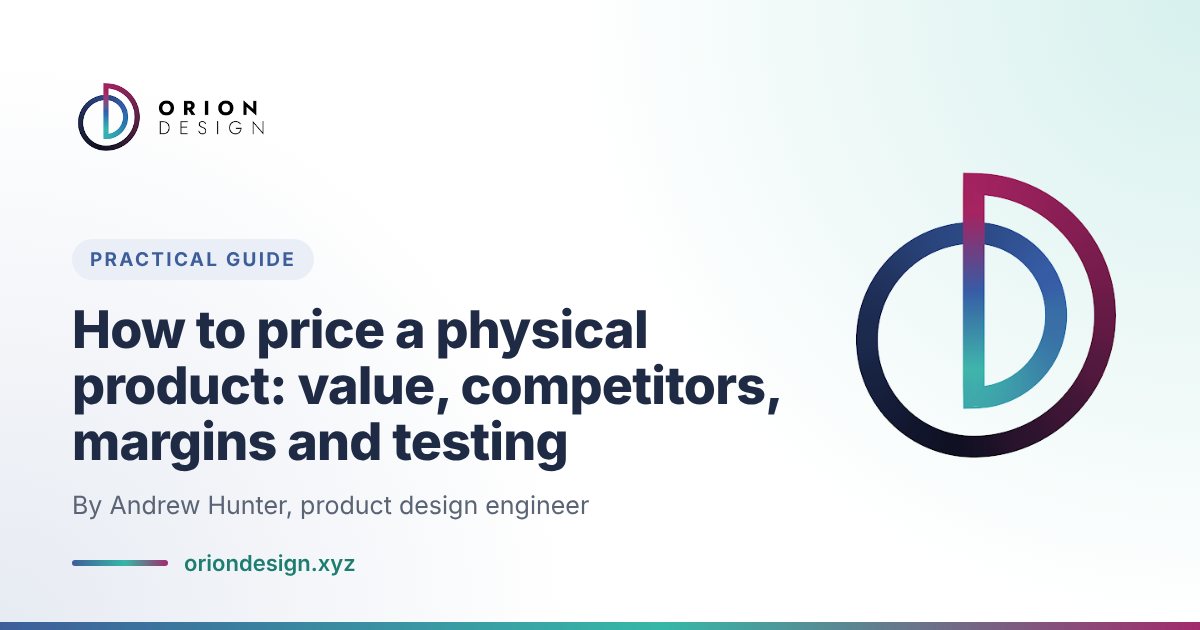 ORION
DESIGN
PRACTICAL GUIDE
How to price a physical
product: value, competitors,
margins and testing
By Andrew Hunter, product design engineer
oriondesign.xyz